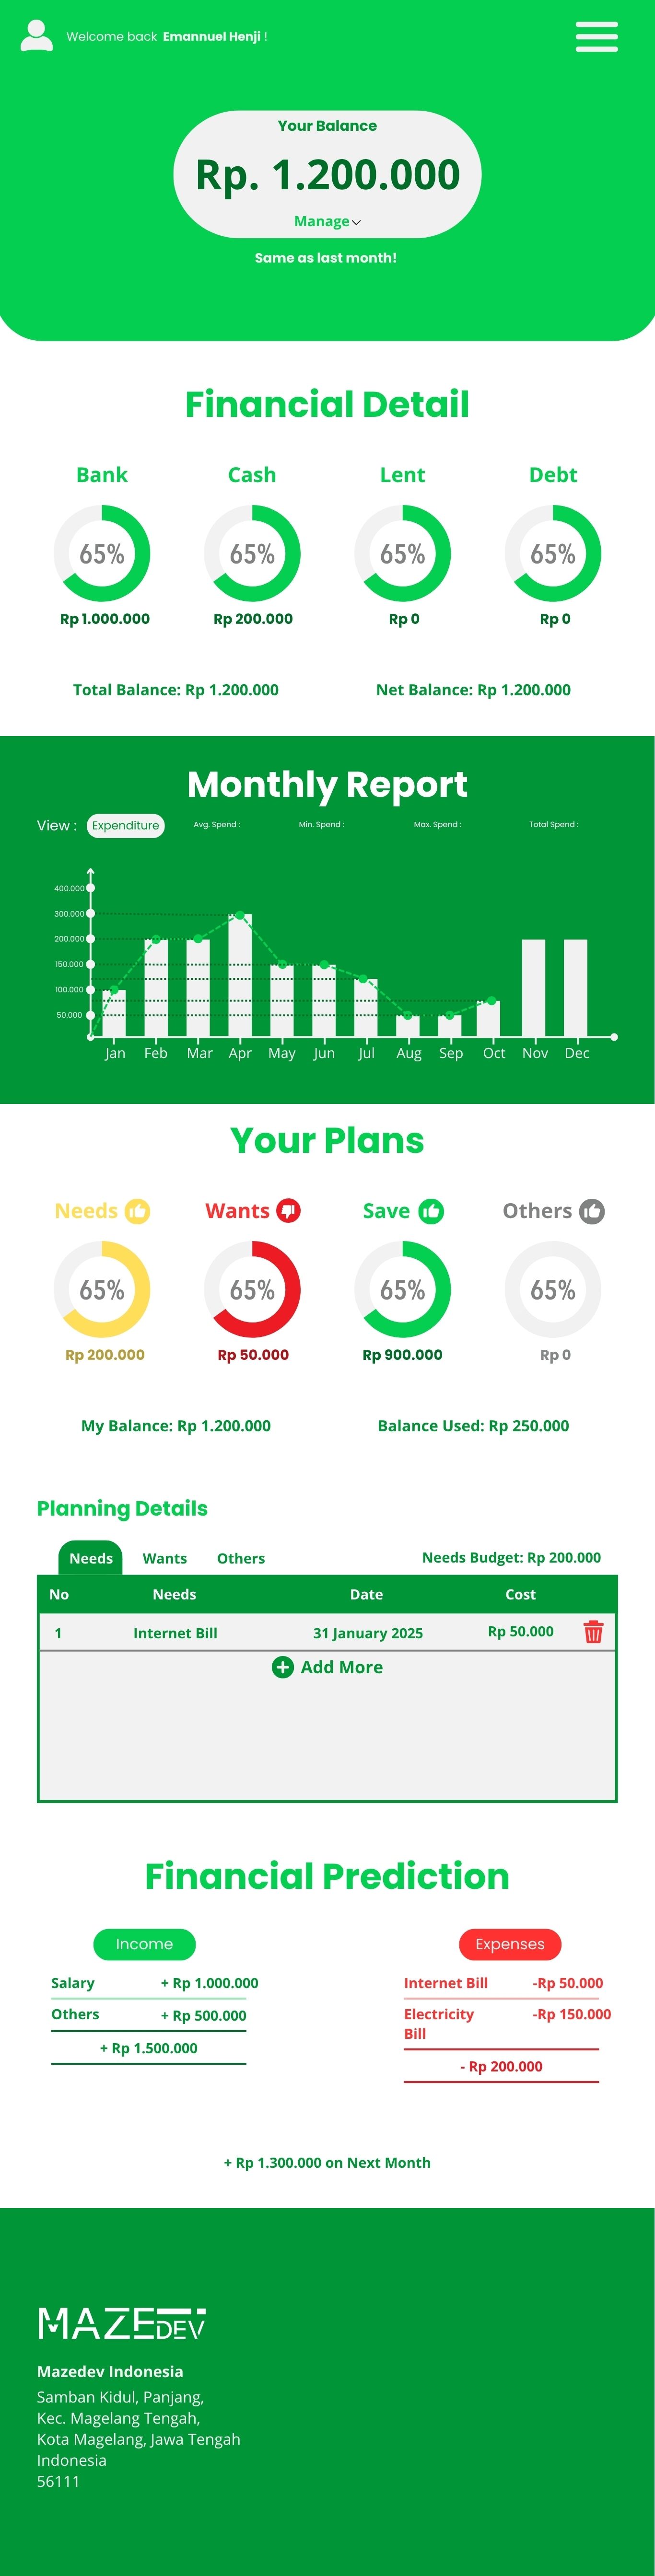 Welcome back Emannuel Henji !
Your Balance
Rp. 1.200.000
Manage
Same as last month!
Financial Detail
Bank Cash Lent Debt
65% 65% 65% 65%
Rp 1.000.000 Rp 200.000 Rp 0 Rp 0
Total Balance: Rp 1.200.000 Net Balance: Rp 1.200.000
Monthly Report
View : Expenditure Avg. Spend : Min. Spend : Max. Spend : Total Spend :
400.000
300.000
200.000
150.000
100.000
50.000
Jan Feb Mar Apr May Jun Jul Aug Sep Oct Nov Dec
Your Plans
Needs Wants Save Others
65% 65% 65% 65%
Rp 200.000 Rp 50.000 Rp 900.000 Rp 0
My Balance: Rp 1.200.000 Balance Used: Rp 250.000
Planning Details
Needs Wants Others Needs Budget: Rp 200.000
No Needs Date Cost
1 Internet Bill 31 January 2025 Rp 50.000
Add More
Financial Prediction
Income Expenses
Salary + Rp 1.000.000 Internet Bill -Rp 50.000
Others + Rp 500.000 Electricity -Rp 150.000
Bill
+ Rp 1.500.000
- Rp 200.000
+ Rp 1.300.000 on Next Month
MAZEDEV
Mazedev Indonesia
Samban Kidul, Panjang,
Kec. Magelang Tengah,
Kota Magelang, Jawa Tengah
Indonesia
56111